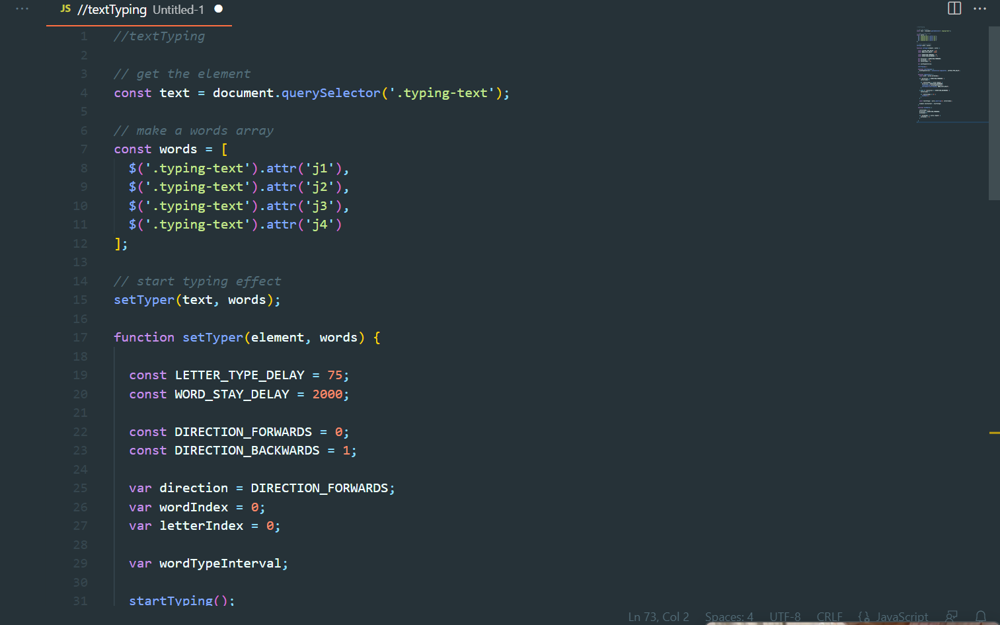 JS //textTyping Untitled-1
1 //textTyping
2
3 // get the element
4 const text = document.querySelector('.typing-text');
5
6 // make a words array
7 const words = [
8 $('.typing-text').attr('j1'),
9 $('.typing-text').attr('j2'),
10 $('.typing-text').attr('j3'),
11 $('.typing-text').attr('j4')
12 ];
13
14 // start typing effect
15 setTyper(text, words);
16
17 function setTyper(element, words) {
18
19 const LETTER_TYPE_DELAY = 75;
20 const WORD_STAY_DELAY = 2000;
21
22 const DIRECTION_FORWARDS = 0;
23 const DIRECTION_BACKWARDS = 1;
24
25 var direction = DIRECTION_FORWARDS;
26 var wordIndex = 0;
27 var letterIndex = 0;
28
29 var wordTypeInterval;
30
31 startTyping();
Ln 73, Col 2 Spaces: 4 UTF-8 CRLF {} JavaScript